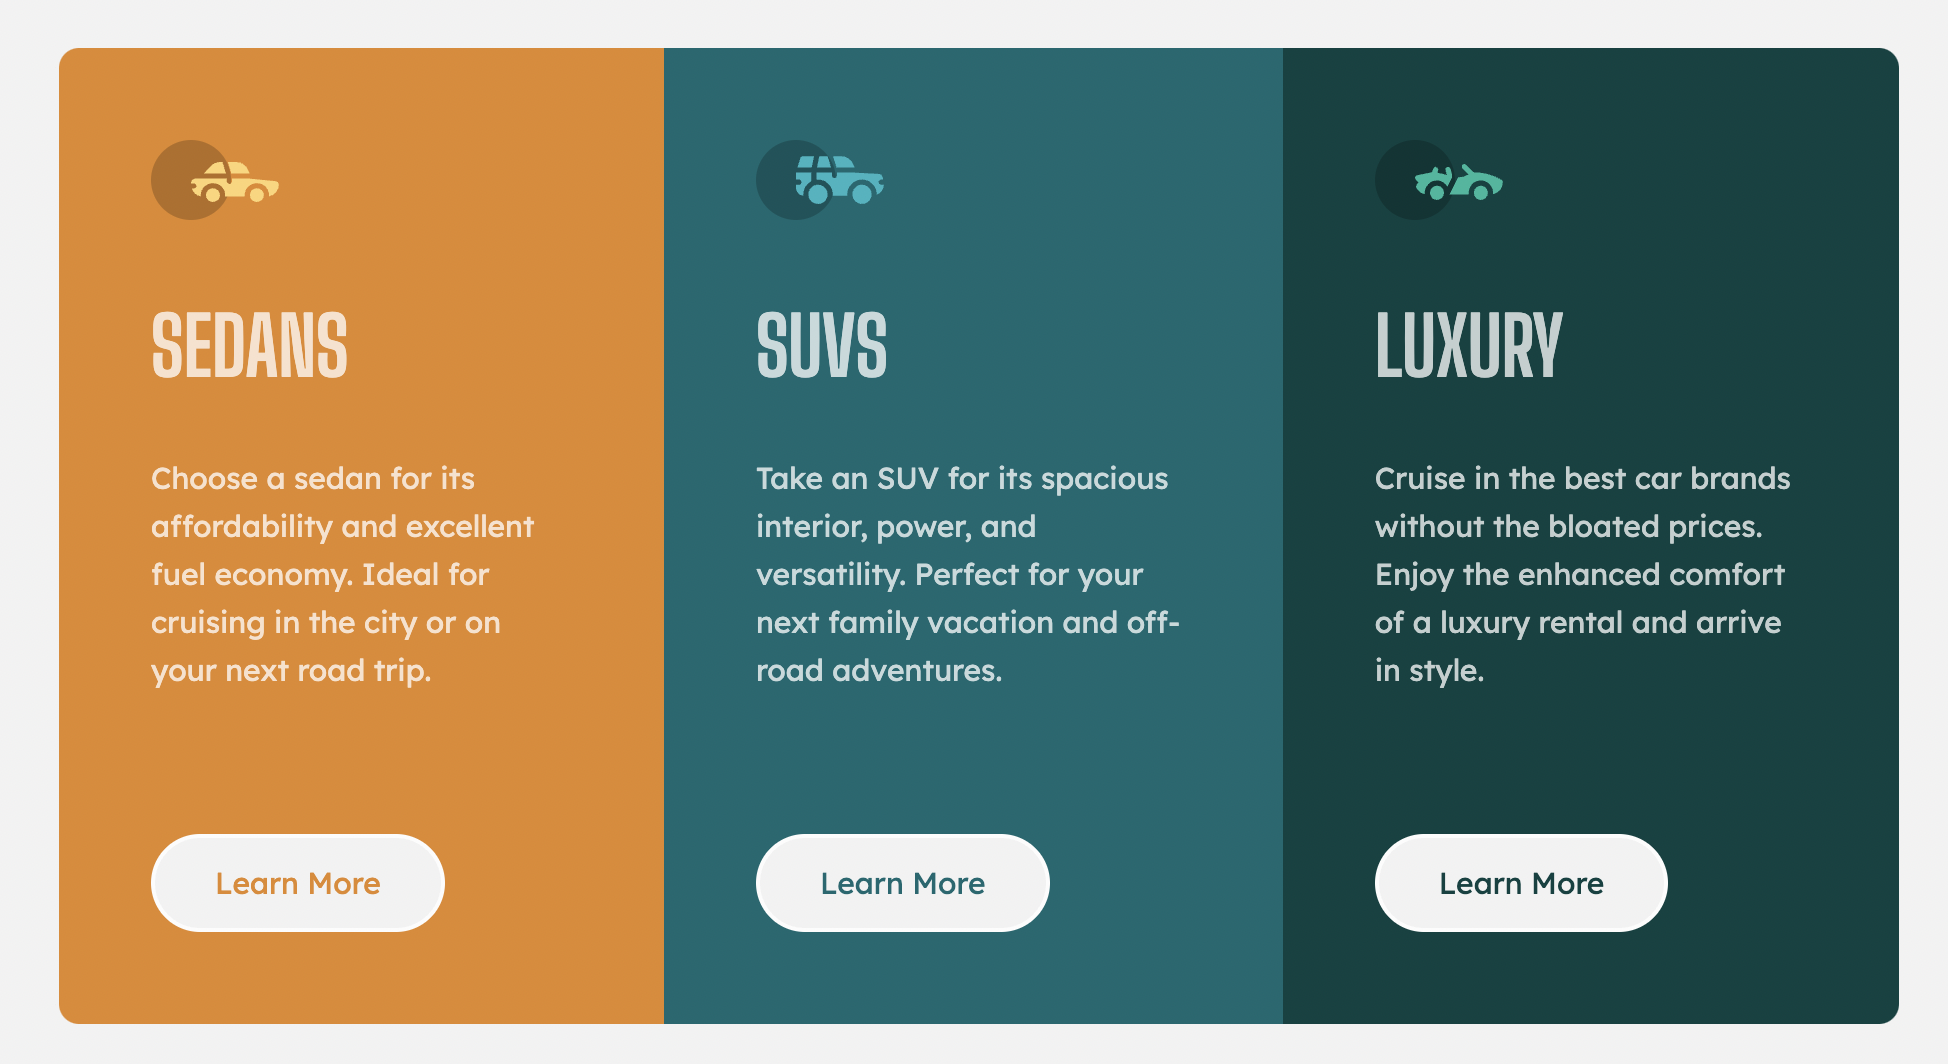 SEDANS
Choose a sedan for its
affordability and excellent
fuel economy. Ideal for
cruising in the city or on
your next road trip.
Learn More
SUVS
Take an SUV for its spacious
interior, power, and
versatility. Perfect for your
next family vacation and off-
road adventures.
Learn More
LUXURY
Cruise in the best car brands
without the bloated prices.
Enjoy the enhanced comfort
of a luxury rental and arrive
in style.
Learn More